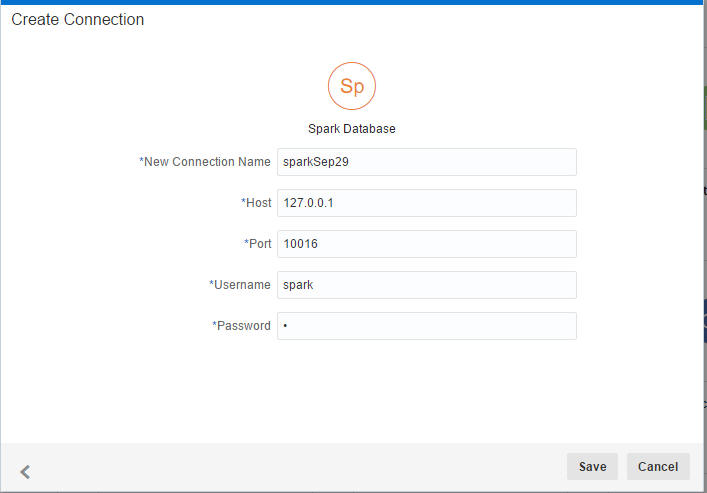 Create Connection
Sp
Spark Database
*New Connection Name sparkSep29
*Host 127.0.0.1
*Port 10016
*Username spark
*Password •
Save Cancel